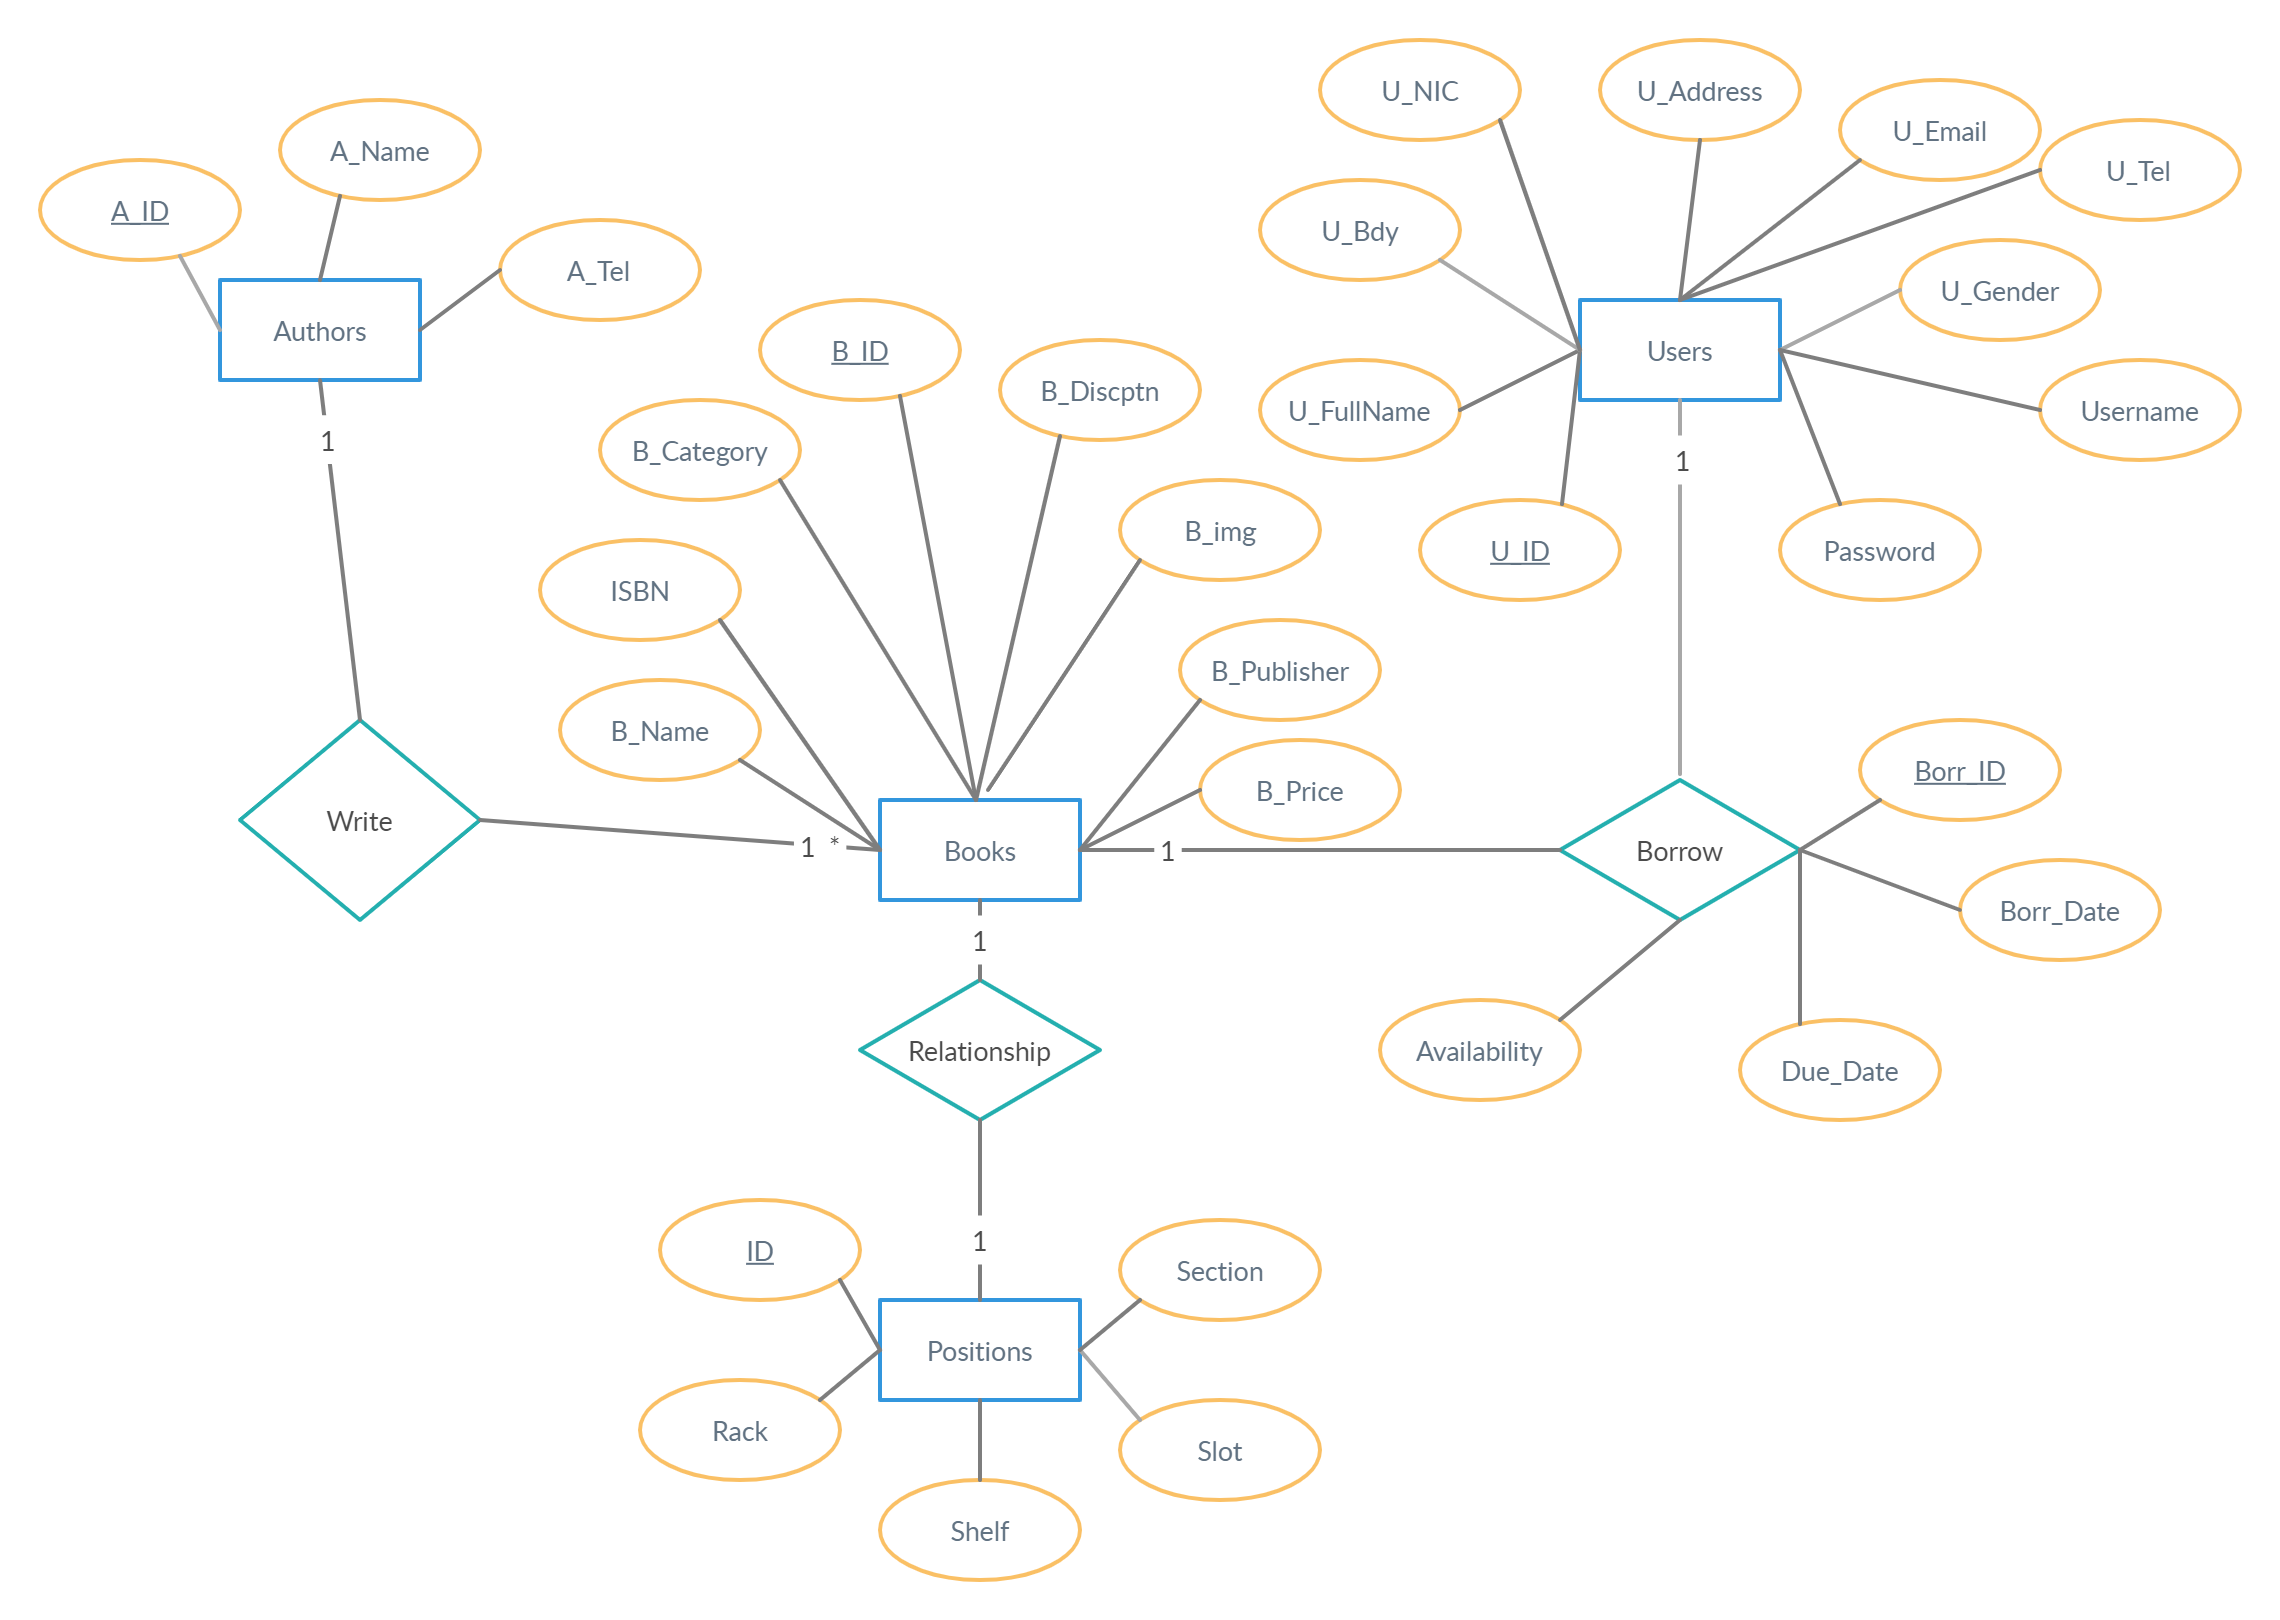 U_NIC
U_Address
U_Email
A_Name
U_Tel
A_ID
U_Bdy
A_Tel
U_Gender
Authors
B_ID
Users
B_Discptn
U_FullName
Username
1
B_Category
1
B_img
U_ID
Password
ISBN
B_Publisher
B_Name
Borr_ID
B_Price
Write
1 *
Books
1
Borrow
Borr_Date
1
Relationship
Availability
Due_Date
1
ID
Section
Positions
Rack
Slot
Shelf